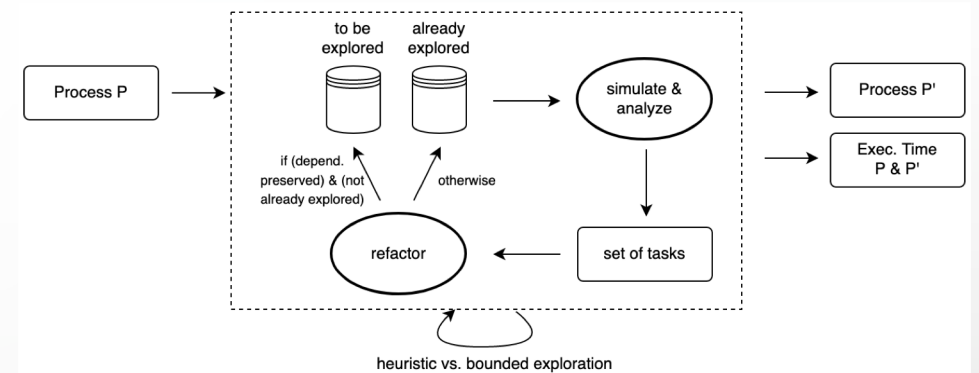 to be
explored
already
explored
Process P
simulate &
analyze
Process P'
Exec. Time
P & P'
if (depend.
preserved) & (not
already explored)
otherwise
refactor
set of tasks
heuristic vs. bounded exploration